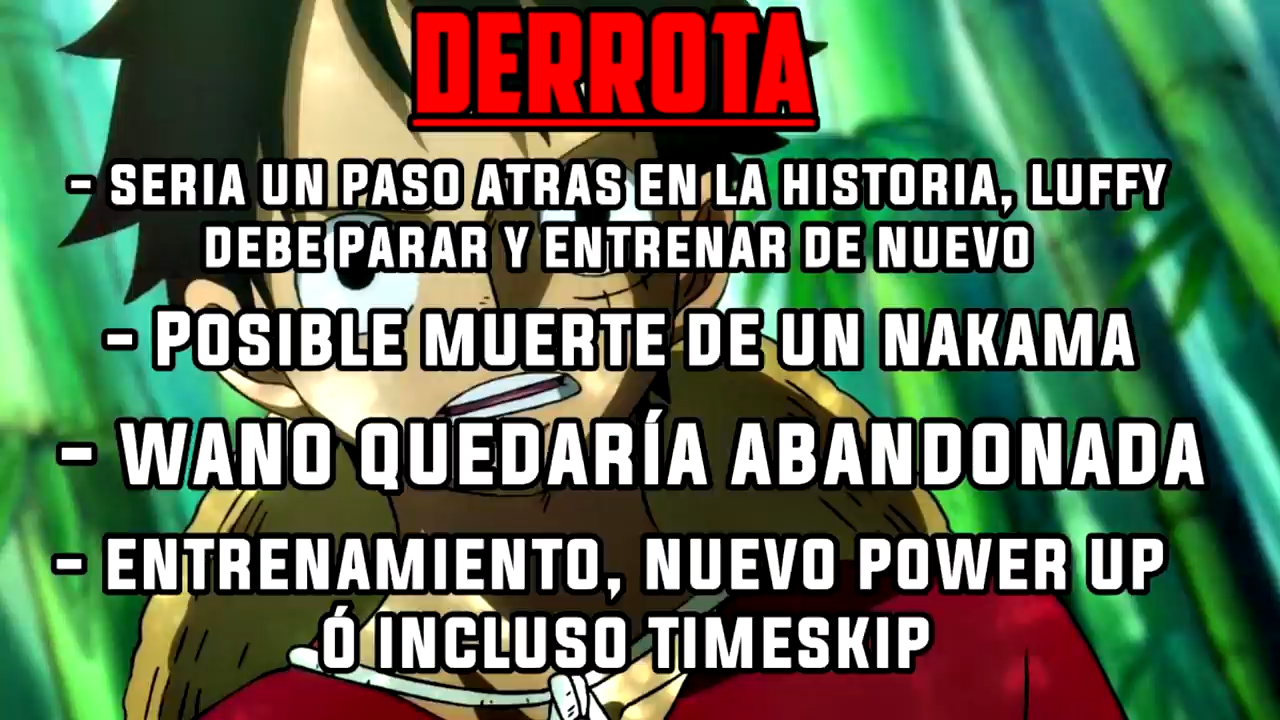 DERROTA
- SERIA UN PASO ATRAS EN LA HISTORIA, LUFFY
DEBE PARAR Y ENTRENAR DE NUEVO
- POSIBLE MUERTE DE UN NAKAMA
- WANO QUEDARÍA ABANDONADA
- ENTRENAMIENTO, NUEVO POWER UP
Ó INCLUSO TIMESKIP